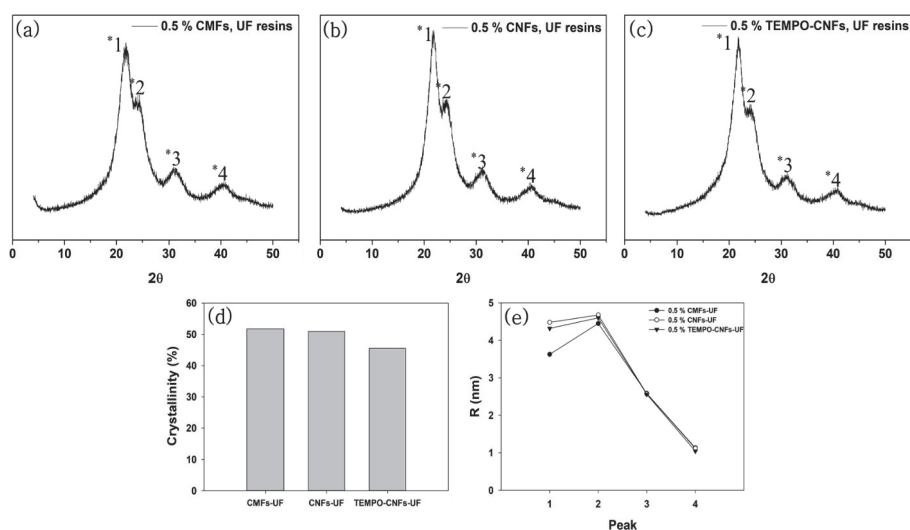 (a)
0.5 % CMFs, UF resins
*1
*2
*3
*4
0 10 20 30 40 50
2θ
(b)
0.5 % CNFs, UF resins
*1
*2
*3
*4
0 10 20 30 40 50
2θ
(c)
0.5 % TEMPO-CNFs, UF resins
*1
*2
*3
*4
0 10 20 30 40 50
2θ
(d)
Crystallinity (%)
60
50
40
30
20
10
0
CMFs-UF CNFs-UF TEMPO-CNFs-UF
(e)
0.5 % CMFs-UF
0.5 % CNFs-UF
0.5 % TEMPO-CNFs-UF
R (nm)
5
4
3
2
1
0
1 2 3 4
Peak